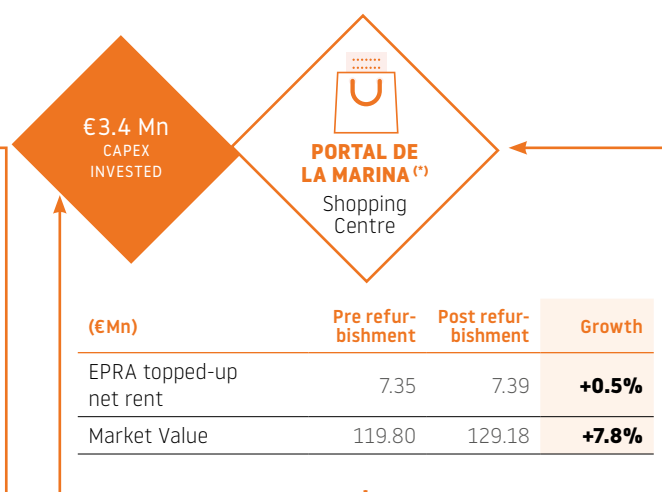 €3.4 Mn
CAPEX
INVESTED
PORTAL DE
LA MARINA (*)
Shopping
Centre
(€Mn) Pre refur- Post refur- Growth
bishment bishment
EPRA topped-up
net rent 7.35 7.39 +0.5%
Market Value 119.80 129.18 +7.8%